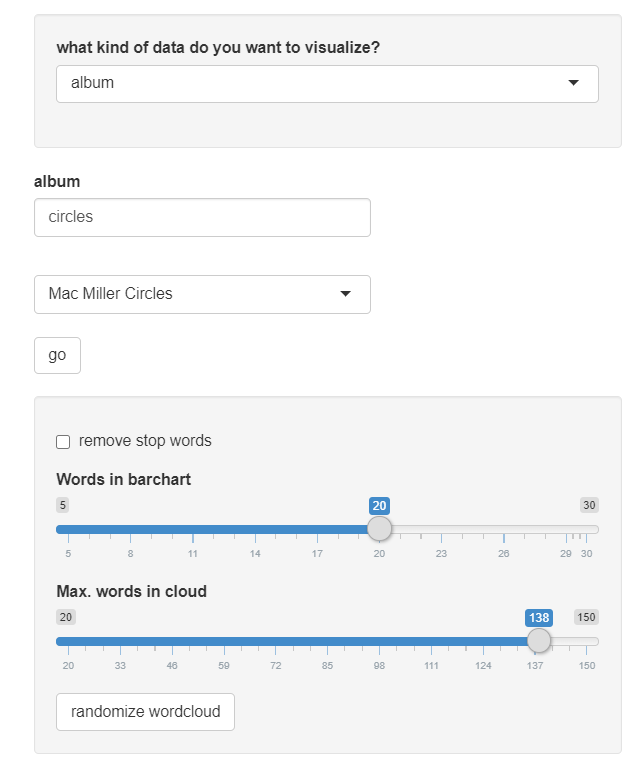 what kind of data do you want to visualize?
album
album
circles
Mac Miller Circles
go
remove stop words
Words in barchart
5 20 30
5 8 11 14 17 20 23 26 29 30
Max. words in cloud
20 138 150
20 33 46 59 72 85 98 111 124 137 150
randomize wordcloud